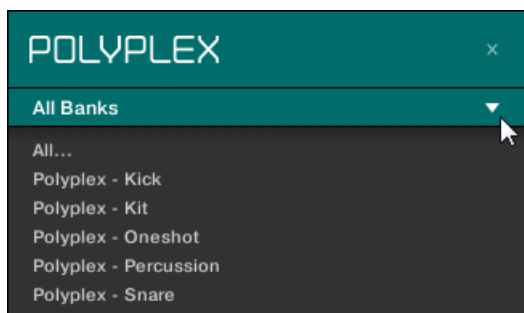 POLYPLEX ×
All Banks
All...
Polyplex - Kick
Polyplex - Kit
Polyplex - Oneshot
Polyplex - Percussion
Polyplex - Snare